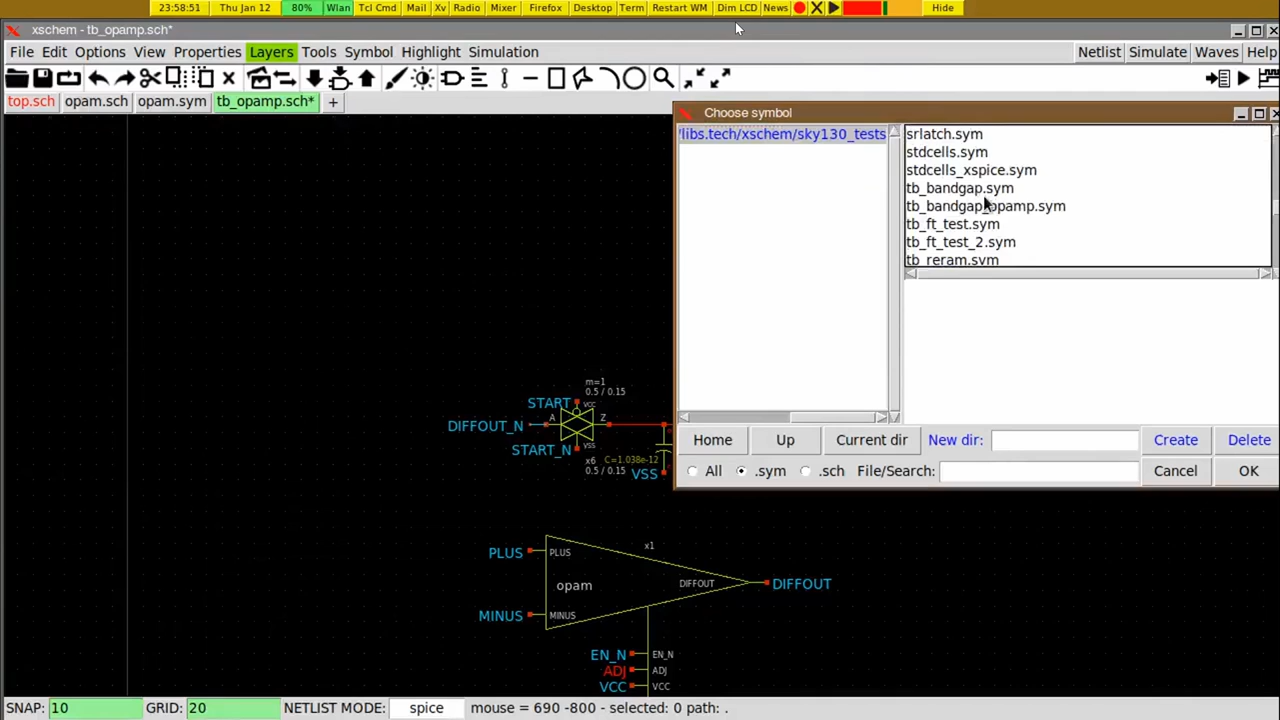 23:58:51 Thu Jan 12 80% Wlan Tcl Cmd Mail Xv Radio Mixer Firefox Desktop Term Restart WM Dim LCD News Hide
xschem - tb_opamp.sch*
File Edit Options View Properties Layers Tools Symbol Highlight Simulation Netlist Simulate Waves Help
top.sch opam.sch opam.sym tb_opamp.sch* +
Choose symbol
'libs.tech/xschem/sky130_tests
srlatch.sym
stdcells.sym
stdcells_xspice.sym
tb_bandgap.sym
tb_bandgap_opamp.sym
tb_ft_test.sym
tb_ft_test_2.sym
tb_reram.sym
Home Up Current dir New dir: Create Delete
All .sym .sch File/Search: Cancel OK
m=1
0.5 / 0.15
START VCC
DIFFOUT_N A Z
START_N VSS
x6
0.5 / 0.15
C=1.038e-12
VSS
x1
PLUS PLUS
opam DIFFOUT DIFFOUT
MINUS MINUS
EN_N EN_N
ADJ ADJ
VCC VCC
SNAP: 10 GRID: 20 NETLIST MODE: spice mouse = 690 -800 - selected: 0 path: .